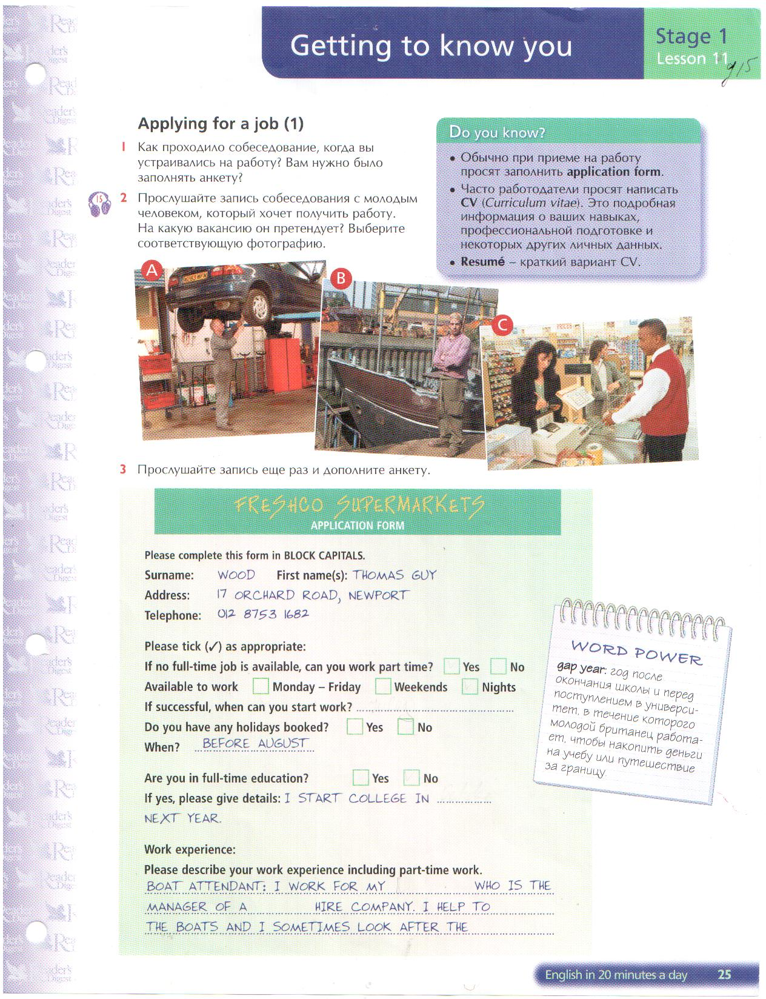 Getting to know you
Stage 1
Lesson 11
g/5
Applying for a job (1)
1 Как проходило собеседование, когда вы
устраивались на работу? Вам нужно было
заполнять анкету?
15
2 Прослушайте запись собеседования с молодым
человеком, который хочет получить работу.
На какую вакансию он претендует? Выберите
соответствующую фотографию.
Do you know?
• Обычно при приеме на работу
просят заполнить application form.
• Часто работодатели просят написать
CV (Curriculum vitae). Это подробная
информация о ваших навыках,
профессиональной подготовке и
некоторых других личных данных.
• Resumé – краткий вариант CV.
A
B
C
PRICES
3 Прослушайте запись еще раз и дополните анкету.
FRESHCO SUPERMARKETS
APPLICATION FORM
Please complete this form in BLOCK CAPITALS.
Surname: WOOD First name(s): THOMAS GUY
Address: 17 ORCHARD ROAD, NEWPORT
Telephone: 012 8753 1682
Please tick (✓) as appropriate:
If no full-time job is available, can you work part time? Yes No
Available to work Monday – Friday Weekends Nights
If successful, when can you start work? ..........
Do you have any holidays booked? Yes No
When? BEFORE AUGUST
Are you in full-time education? Yes No
If yes, please give details: I START COLLEGE IN ..........
NEXT YEAR.
Work experience:
Please describe your work experience including part-time work.
BOAT ATTENDANT: I WORK FOR MY .......... WHO IS THE
MANAGER OF A .......... HIRE COMPANY. I HELP TO ..........
THE BOATS AND I SOMETIMES LOOK AFTER THE ..........
WORD POWER
gap year: год после
окончания школы и перед
поступлением в универси-
тет, в течение которого
молодой британец работа-
ет, чтобы накопить деньги
на учебу или путешествие
за границу.
English in 20 minutes a day 25